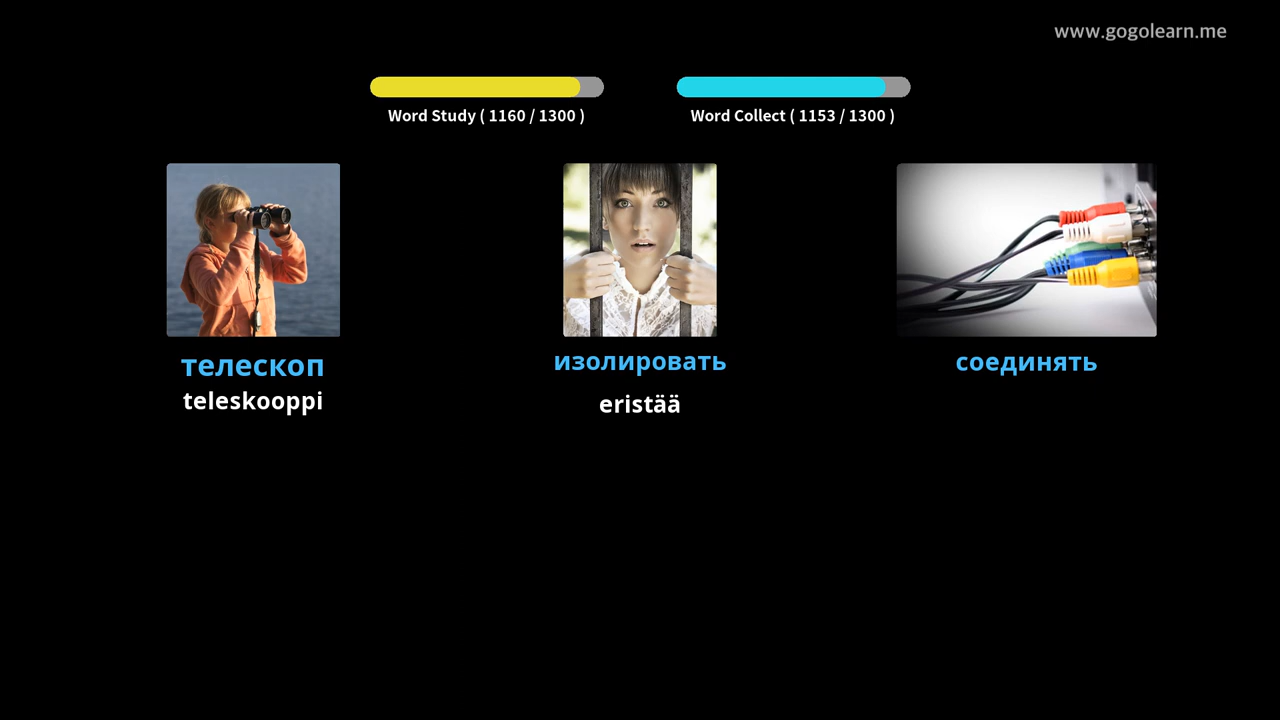 www.gogolearn.me
Word Study ( 1160 / 1300 )
Word Collect ( 1153 / 1300 )
телескоп
teleskooppi
изолировать
eristää
соединять